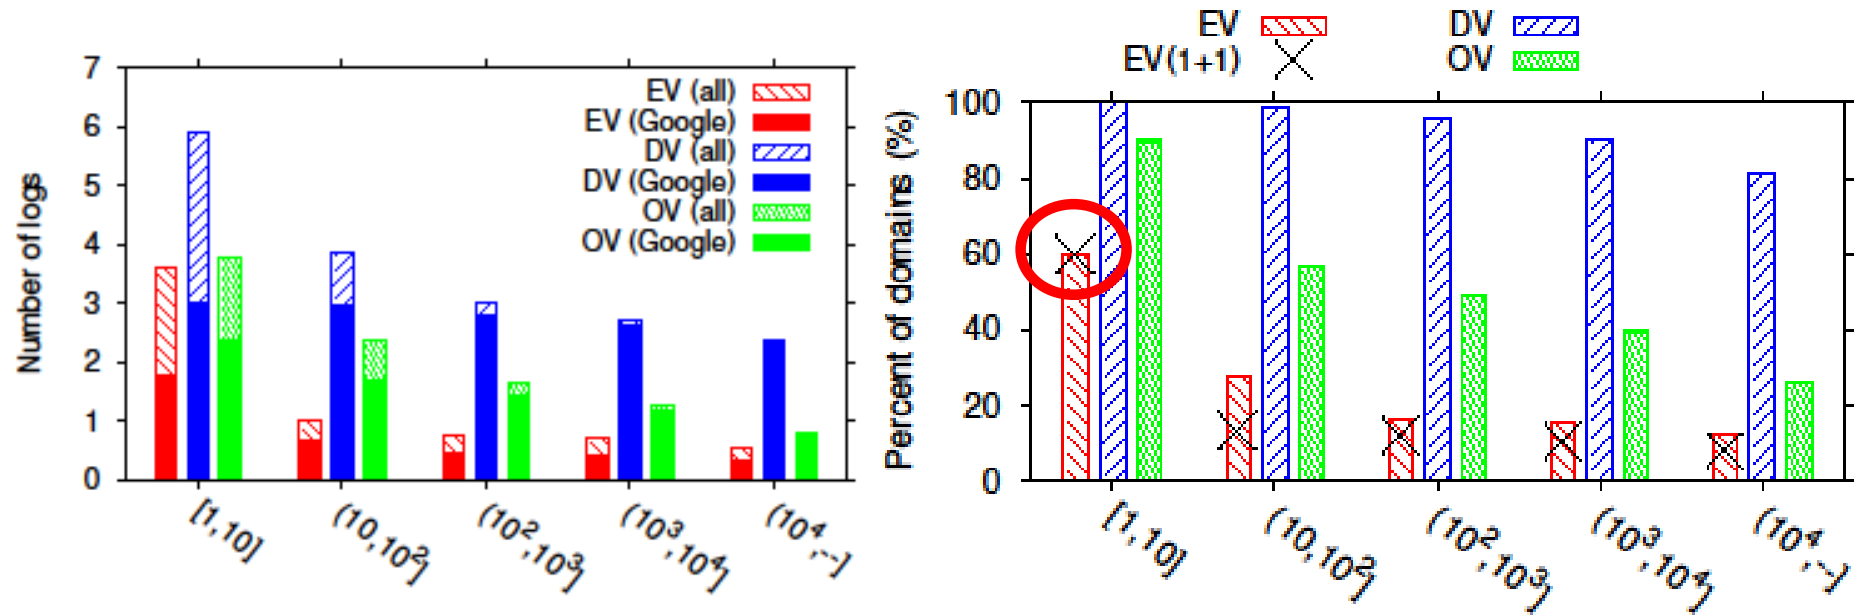 Number of logs
7
6
5
4
3
2
1
0
EV (all)
EV (Google)
DV (all)
DV (Google)
OV (all)
OV (Google)
[1,10]
(10,10²]
(10²,10³]
(10³,10⁴]
(10⁴,--]
EV
EV(1+1)
DV
OV
Percent of domains (%)
100
80
60
40
20
0
[1,10]
(10,10²]
(10²,10³]
(10³,10⁴]
(10⁴,--]